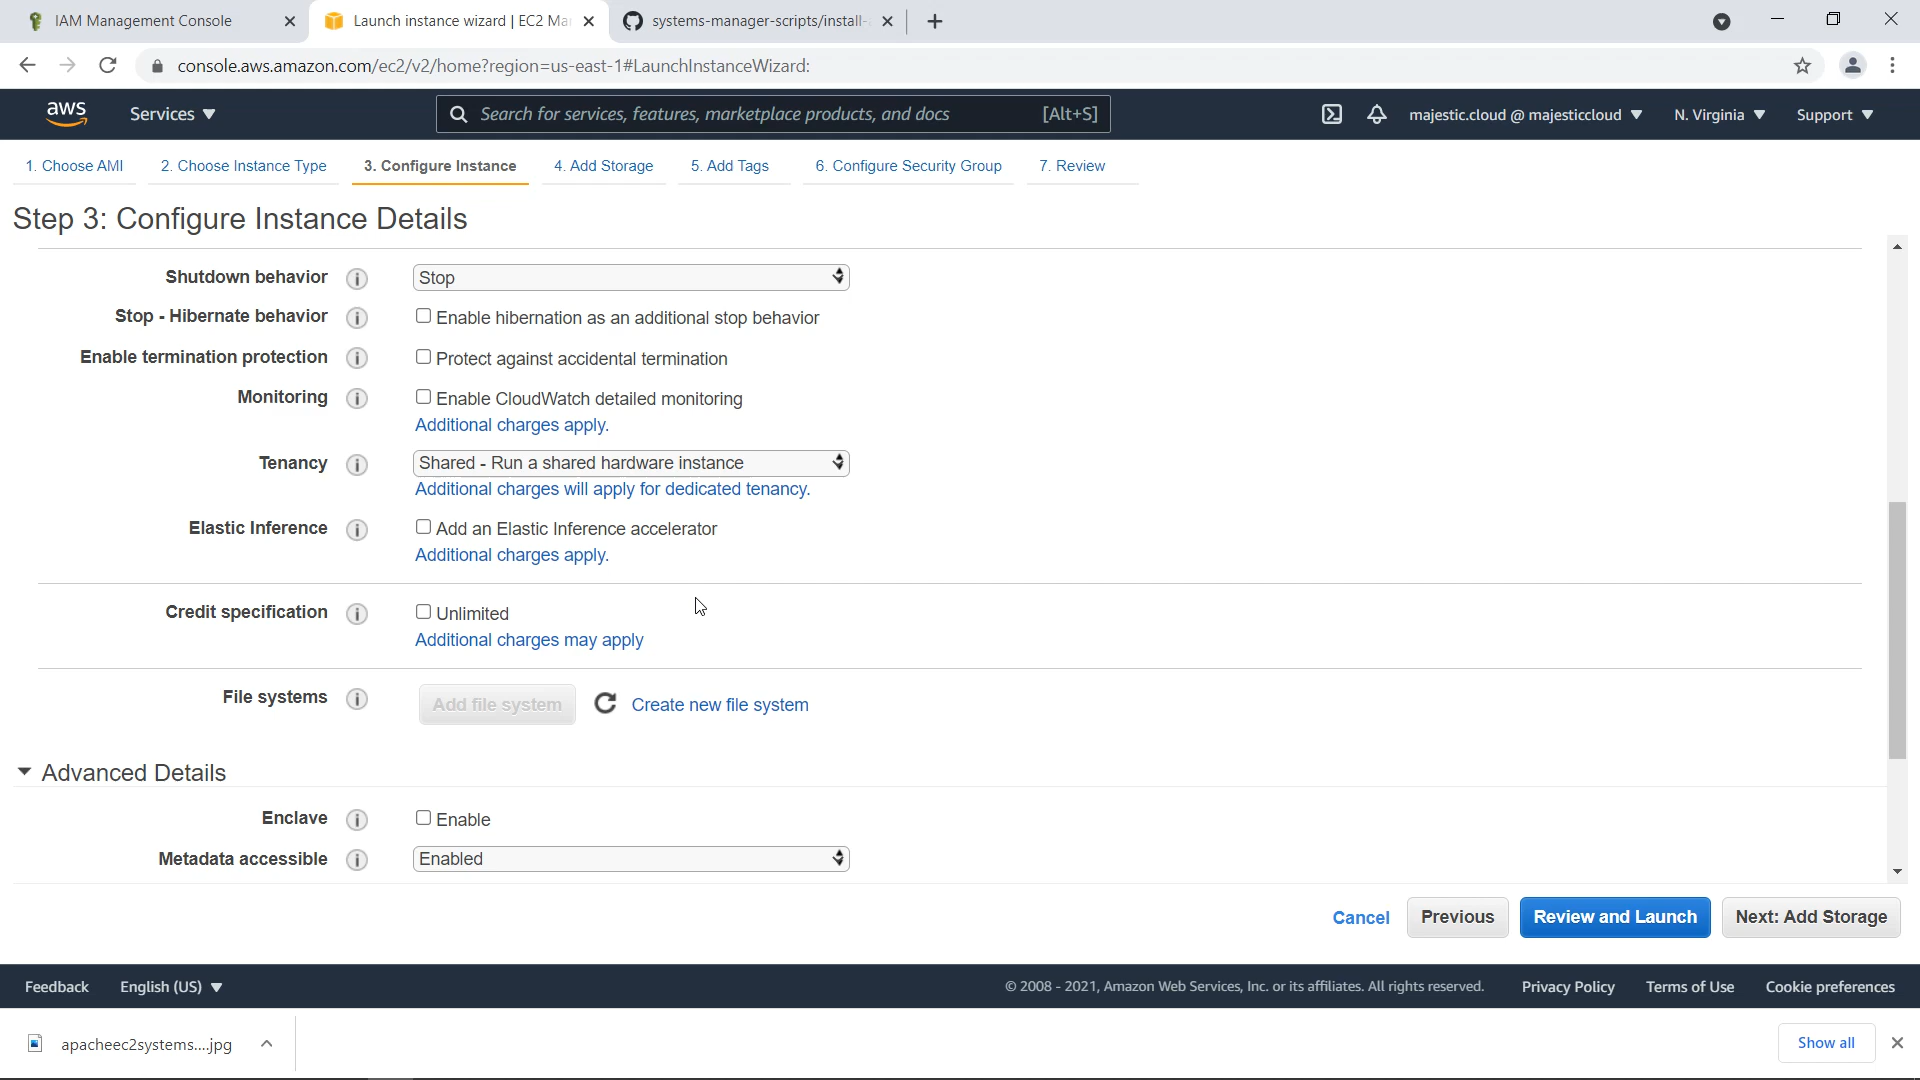 IAM Management Console
Launch instance wizard | EC2 Ma
systems-manager-scripts/install-
console.aws.amazon.com/ec2/v2/home?region=us-east-1#LaunchInstanceWizard:
aws
Services
Search for services, features, marketplace products, and docs [Alt+S]
majestic.cloud @ majesticcloud
N. Virginia
Support
1. Choose AMI
2. Choose Instance Type
3. Configure Instance
4. Add Storage
5. Add Tags
6. Configure Security Group
7. Review
Step 3: Configure Instance Details
Shutdown behavior
Stop
Stop - Hibernate behavior
Enable hibernation as an additional stop behavior
Enable termination protection
Protect against accidental termination
Monitoring
Enable CloudWatch detailed monitoring
Additional charges apply.
Tenancy
Shared - Run a shared hardware instance
Additional charges will apply for dedicated tenancy.
Elastic Inference
Add an Elastic Inference accelerator
Additional charges apply.
Credit specification
Unlimited
Additional charges may apply
File systems
Add file system
Create new file system
Advanced Details
Enclave
Enable
Metadata accessible
Enabled
Cancel
Previous
Review and Launch
Next: Add Storage
Feedback
English (US)
© 2008 - 2021, Amazon Web Services, Inc. or its affiliates. All rights reserved.
Privacy Policy
Terms of Use
Cookie preferences
apacheec2systems....jpg
Show all